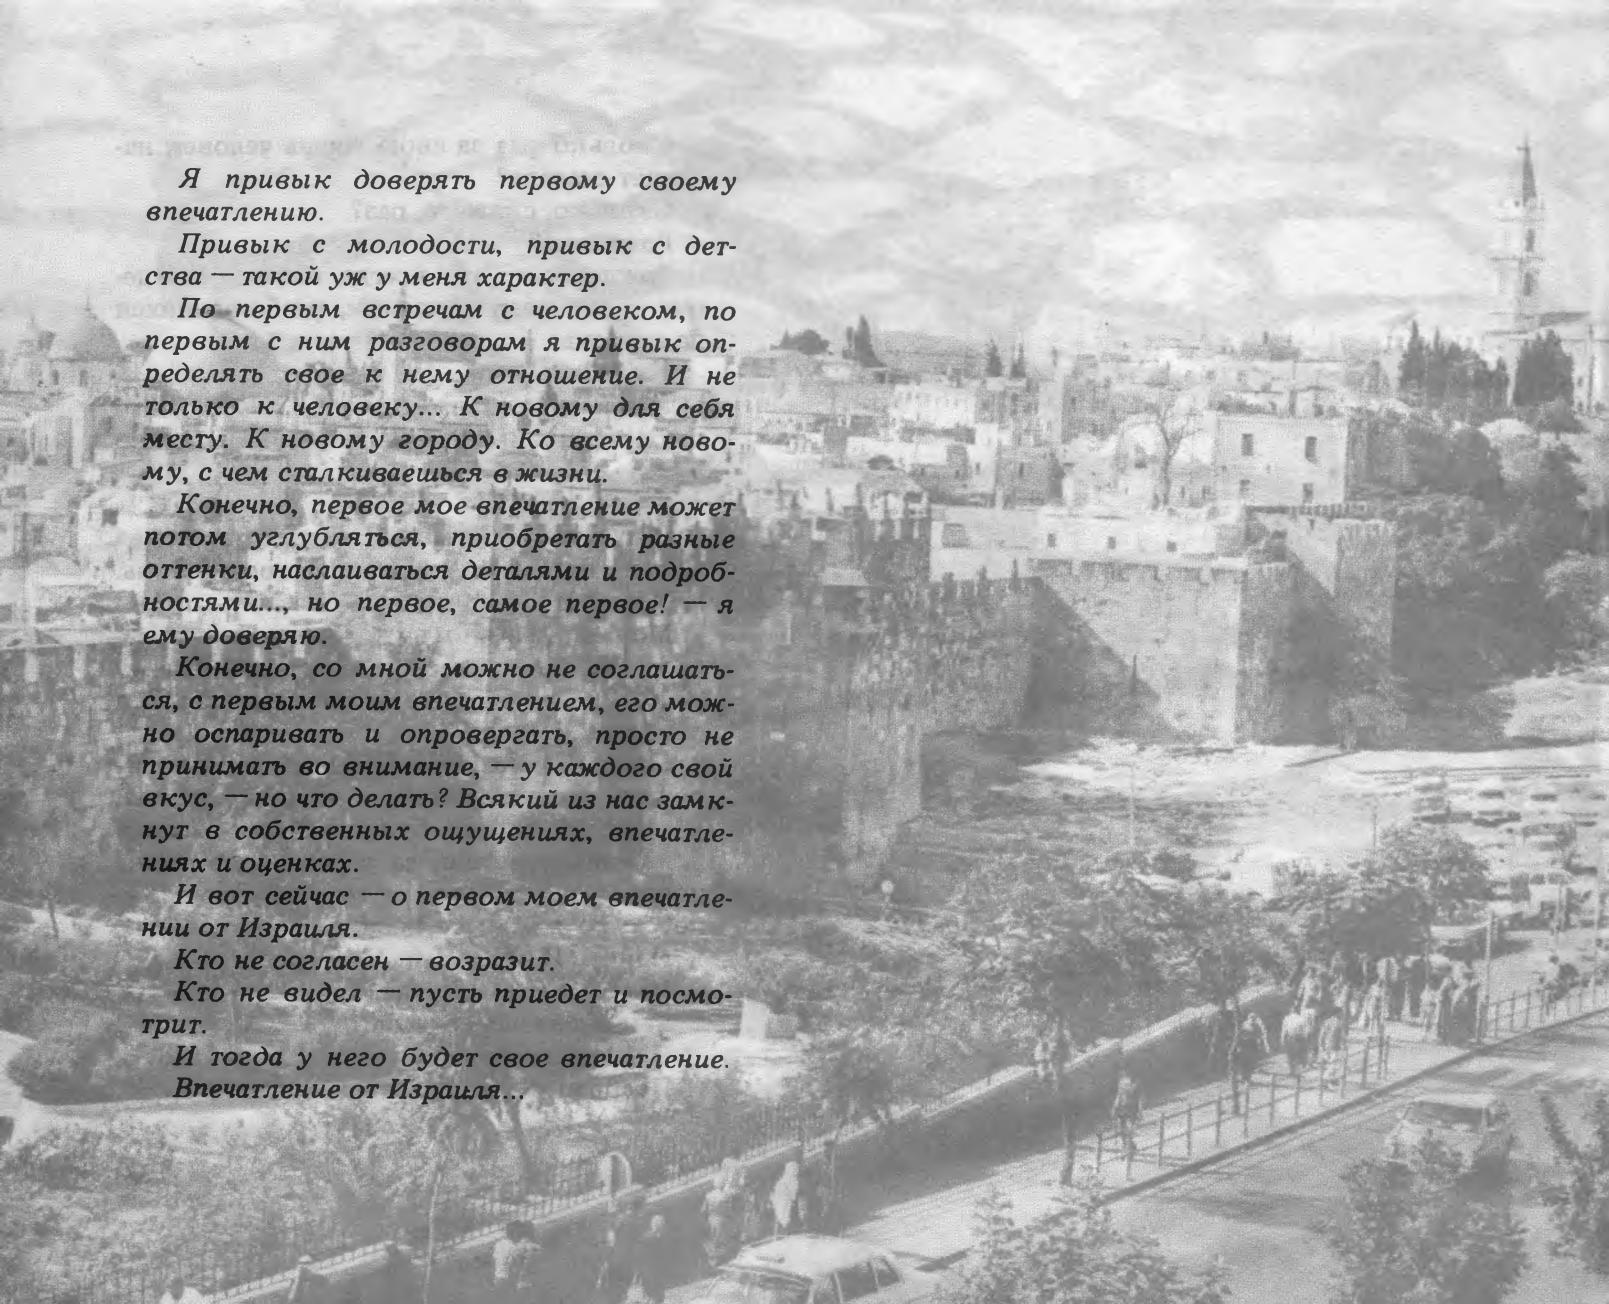 Я привык доверять первому своему
впечатлению.
Привык с молодости, привык с дет-
ства — такой уж у меня характер.
По первым встречам с человеком, по
первым с ним разговорам я привык оп-
ределять свое к нему отношение. И не
только к человеку... К новому для себя
месту. К новому городу. Ко всему ново-
му, с чем сталкиваешься в жизни.
Конечно, первое мое впечатление может
потом углубляться, приобретать разные
оттенки, наслаиваться деталями и подроб-
ностями..., но первое, самое первое! — я
ему доверяю.
Конечно, со мной можно не соглашать-
ся, с первым моим впечатлением, его мож-
но оспаривать и опровергать, просто не
принимать во внимание, — у каждого свой
вкус, — но что делать? Всякий из нас замк-
нут в собственных ощущениях, впечатле-
ниях и оценках.
И вот сейчас — о первом моем впечатле-
нии от Израиля.
Кто не согласен — возразит.
Кто не видел — пусть приедет и посмо-
трит.
И тогда у него будет свое впечатление.
Впечатление от Израиля...